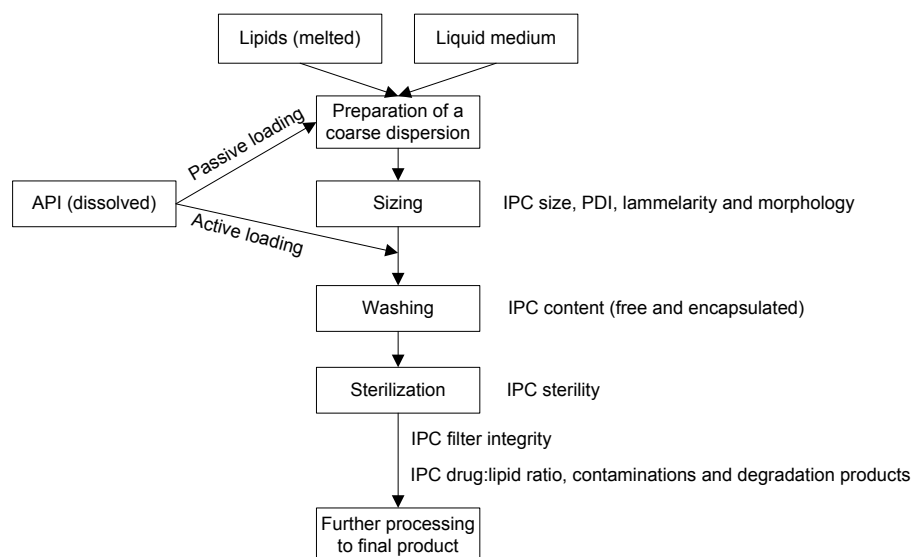 Lipids (melted)
Liquid medium
Preparation of a
coarse dispersion
Passive loading
API (dissolved)
Sizing
IPC size, PDI, lammelarity and morphology
Active loading
Washing
IPC content (free and encapsulated)
Sterilization
IPC sterility
IPC filter integrity
IPC drug:lipid ratio, contaminations and degradation products
Further processing
to final product